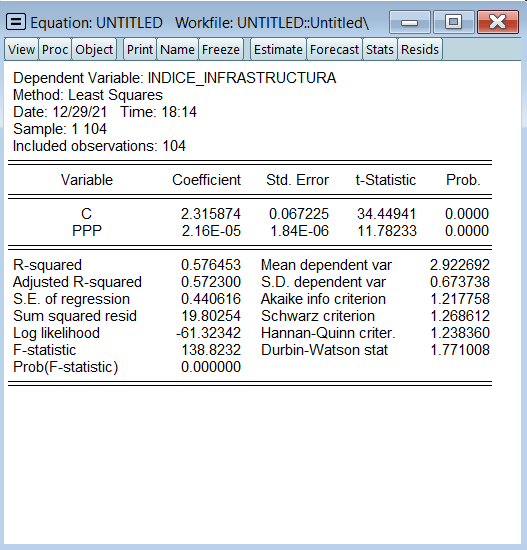 Equation: UNTITLED Workfile: UNTITLED::Untitled\
View Proc Object Print Name Freeze Estimate Forecast Stats Resids
Dependent Variable: INDICE_INFRASTRUCTURA
Method: Least Squares
Date: 12/29/21 Time: 18:14
Sample: 1 104
Included observations: 104
Variable Coefficient Std. Error t-Statistic Prob.
C 2.315874 0.067225 34.44941 0.0000
PPP 2.16E-05 1.84E-06 11.78233 0.0000
R-squared 0.576453 Mean dependent var 2.922692
Adjusted R-squared 0.572300 S.D. dependent var 0.673738
S.E. of regression 0.440616 Akaike info criterion 1.217758
Sum squared resid 19.80254 Schwarz criterion 1.268612
Log likelihood -61.32342 Hannan-Quinn criter. 1.238360
F-statistic 138.8232 Durbin-Watson stat 1.771008
Prob(F-statistic) 0.000000